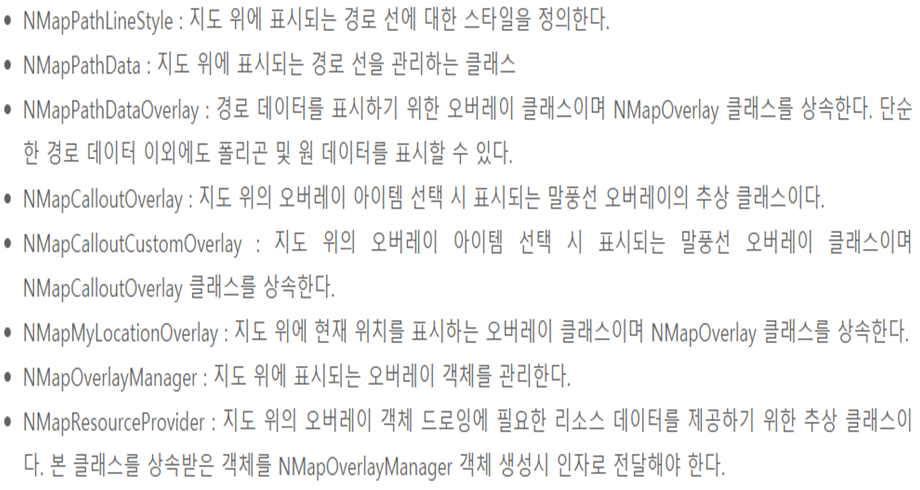 • NMapPathLineStyle : 지도 위에 표시되는 경로 선에 대한 스타일을 정의한다.
• NMapPathData : 지도 위에 표시되는 경로 선을 관리하는 클래스
• NMapPathDataOverlay : 경로 데이터를 표시하기 위한 오버레이 클래스이며 NMapOverlay 클래스를 상속한다. 단순
한 경로 데이터 이외에도 폴리곤 및 원 데이터를 표시할 수 있다.
• NMapCalloutOverlay : 지도 위의 오버레이 아이템 선택 시 표시되는 말풍선 오버레이의 추상 클래스이다.
• NMapCalloutCustomOverlay : 지도 위의 오버레이 아이템 선택 시 표시되는 말풍선 오버레이 클래스이며
NMapCalloutOverlay 클래스를 상속한다.
• NMapMyLocationOverlay : 지도 위에 현재 위치를 표시하는 오버레이 클래스이며 NMapOverlay 클래스를 상속한다.
• NMapOverlayManager : 지도 위에 표시되는 오버레이 객체를 관리한다.
• NMapResourceProvider : 지도 위의 오버레이 객체 드로잉에 필요한 리소스 데이터를 제공하기 위한 추상 클래스이
다. 본 클래스를 상속받은 객체를 NMapOverlayManager 객체 생성시 인자로 전달해야 한다.